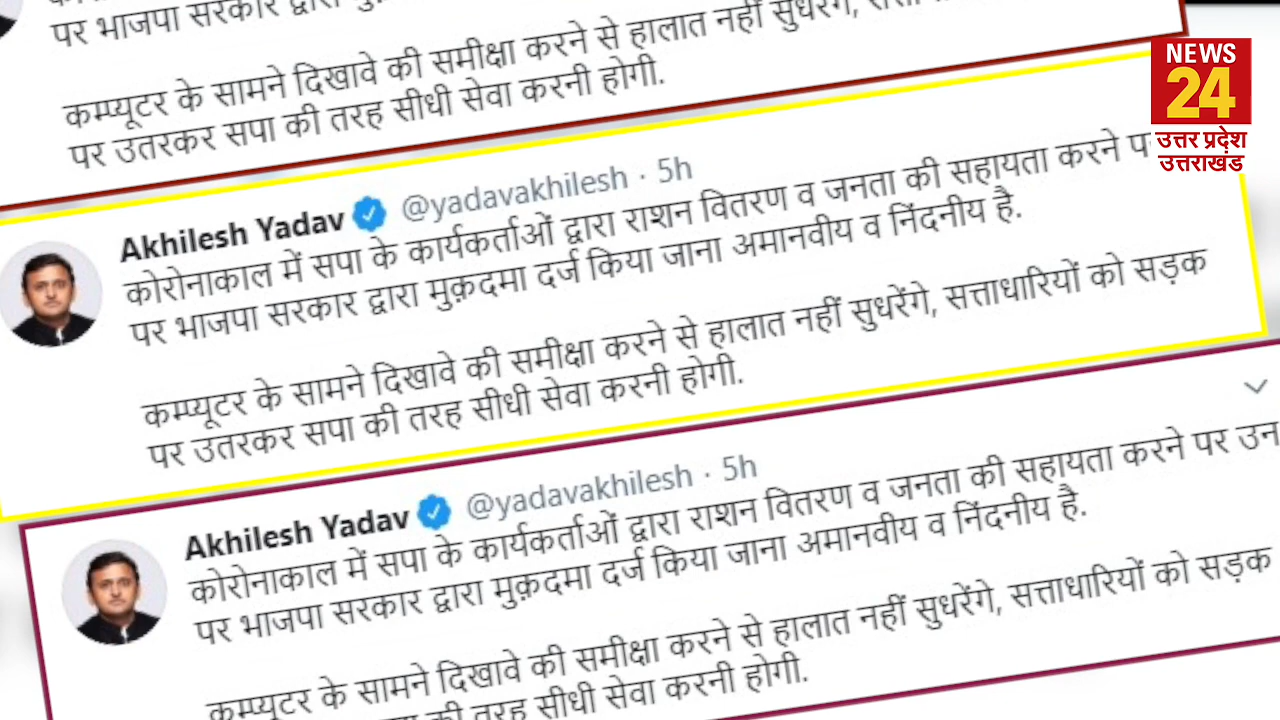 पर भाजपा सरकार द्वारा
कम्प्यूटर के सामने दिखावे की समीक्षा करने से हालात नहीं सुधरेंगे,
पर उतरकर सपा की तरह सीधी सेवा करनी होगी.
NEWS
24
उत्तर प्रदेश
उत्तराखंड
Akhilesh Yadav @yadavakhilesh · 5h
कोरोनाकाल में सपा के कार्यकर्ताओं द्वारा राशन वितरण व जनता की सहायता करने
पर भाजपा सरकार द्वारा मुक़दमा दर्ज किया जाना अमानवीय व निंदनीय है.
कम्प्यूटर के सामने दिखावे की समीक्षा करने से हालात नहीं सुधरेंगे, सत्ताधारियों को सड़क
पर उतरकर सपा की तरह सीधी सेवा करनी होगी.
Akhilesh Yadav @yadavakhilesh · 5h
कोरोनाकाल में सपा के कार्यकर्ताओं द्वारा राशन वितरण व जनता की सहायता करने पर उन
पर भाजपा सरकार द्वारा मुक़दमा दर्ज किया जाना अमानवीय व निंदनीय है.
कम्प्यूटर के सामने दिखावे की समीक्षा करने से हालात नहीं सुधरेंगे, सत्ताधारियों को सड़क
की तरह सीधी सेवा करनी होगी.